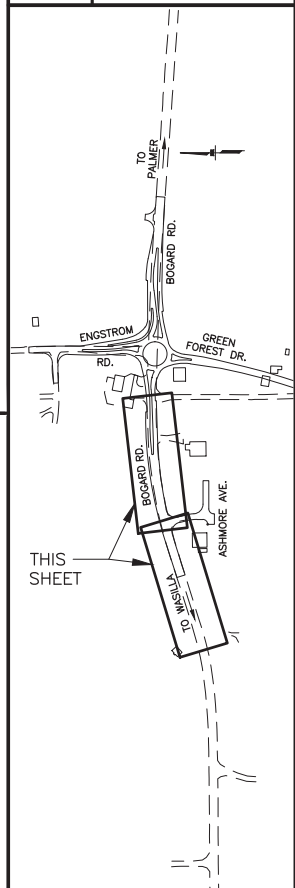 TO
PALMER
BOGARD RD.
ENGSTROM
RD.
GREEN
FOREST DR.
BOGARD RD.
ASHMORE AVE.
THIS
SHEET
TO WASILLA